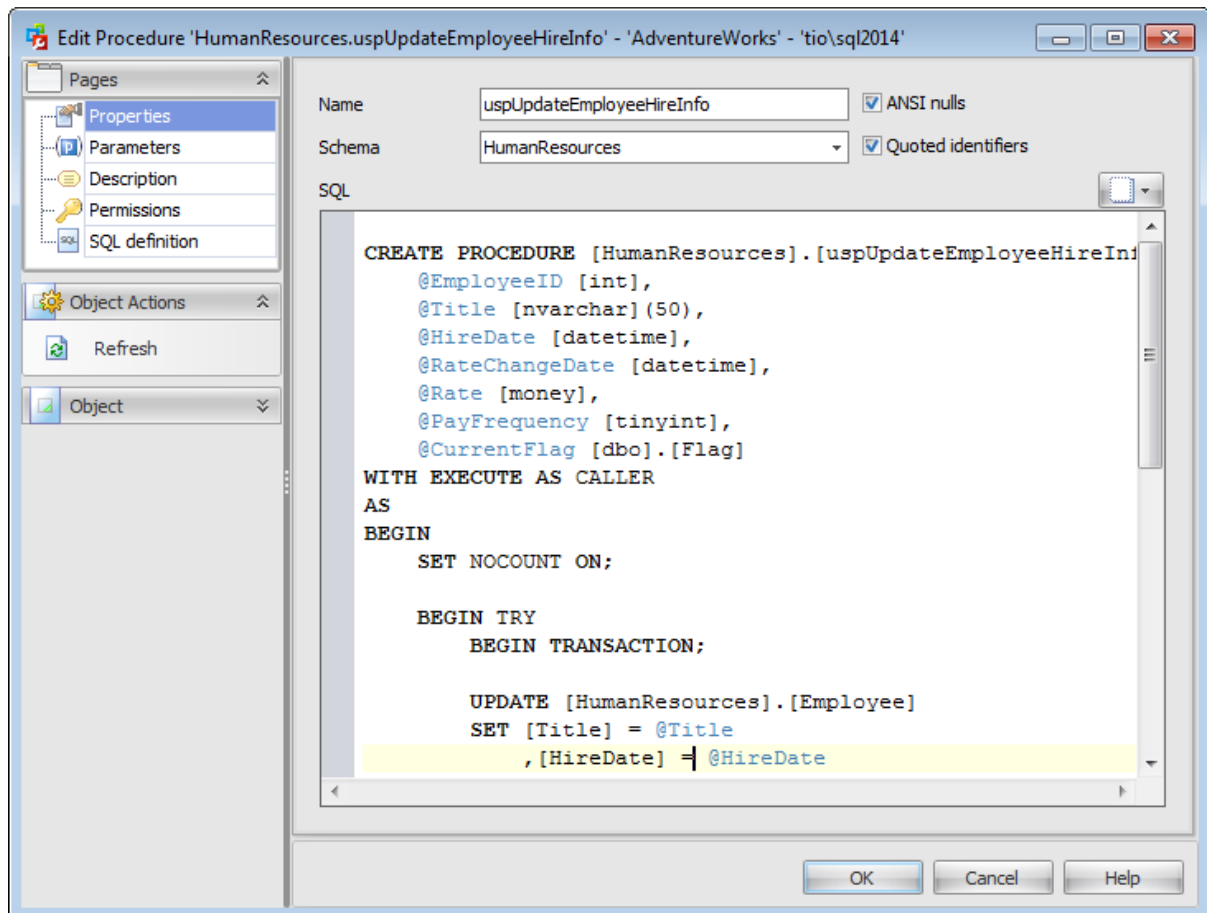 Edit Procedure 'HumanResources.uspUpdateEmployeeHireInfo' - 'AdventureWorks' - 'tio\sql2014'
Pages
Properties
Parameters
Description
Permissions
SQL definition
Object Actions
Refresh
Object
Name uspUpdateEmployeeHireInfo ANSI nulls
Schema HumanResources Quoted identifiers
SQL
CREATE PROCEDURE [HumanResources].[uspUpdateEmployeeHireInf
@EmployeeID [int],
@Title [nvarchar](50),
@HireDate [datetime],
@RateChangeDate [datetime],
@Rate [money],
@PayFrequency [tinyint],
@CurrentFlag [dbo].[Flag]
WITH EXECUTE AS CALLER
AS
BEGIN
SET NOCOUNT ON;
BEGIN TRY
BEGIN TRANSACTION;
UPDATE [HumanResources].[Employee]
SET [Title] = @Title
,[HireDate] = @HireDate
OK Cancel Help